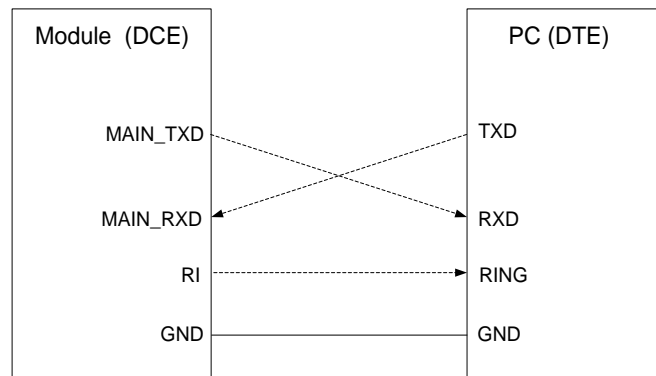 Module (DCE)
PC (DTE)
MAIN_TXD
TXD
MAIN_RXD
RXD
RI
RING
GND
GND